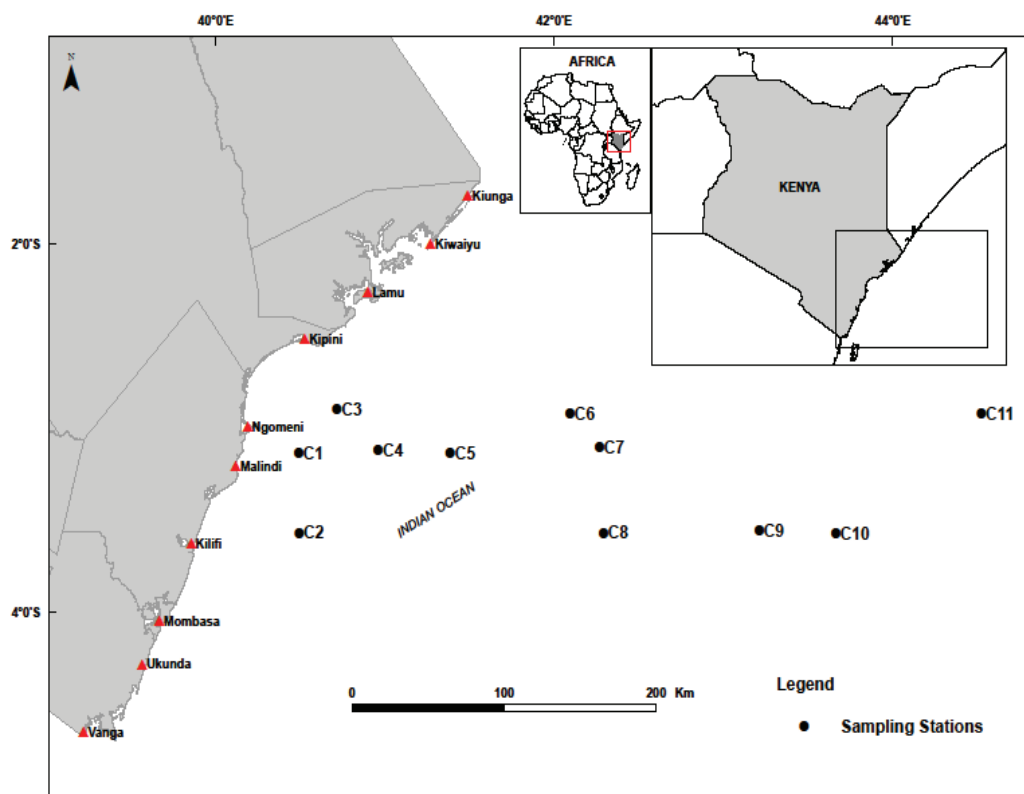 40°0'E
42°0'E
44°0'E
N
AFRICA
KENYA
Kiunga
2°0'S
Kiwaiyu
Lamu
Kipini
C3
C6
C11
Ngomeni
C1
C4
C5
C7
Malindi
INDIAN OCEAN
C2
C8
C9
C10
Kilifi
4°0'S
Mombasa
Ukunda
0 100 200 Km
Legend
Sampling Stations
Vanga